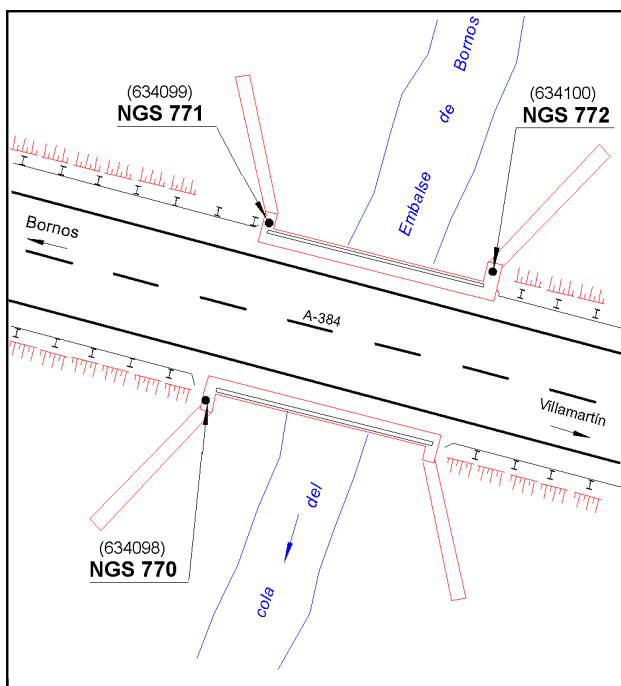 Embalse de Bornos
(634099)
NGS 771
(634100)
NGS 772
Bornos
A-384
Villamartín
cola del
(634098)
NGS 770